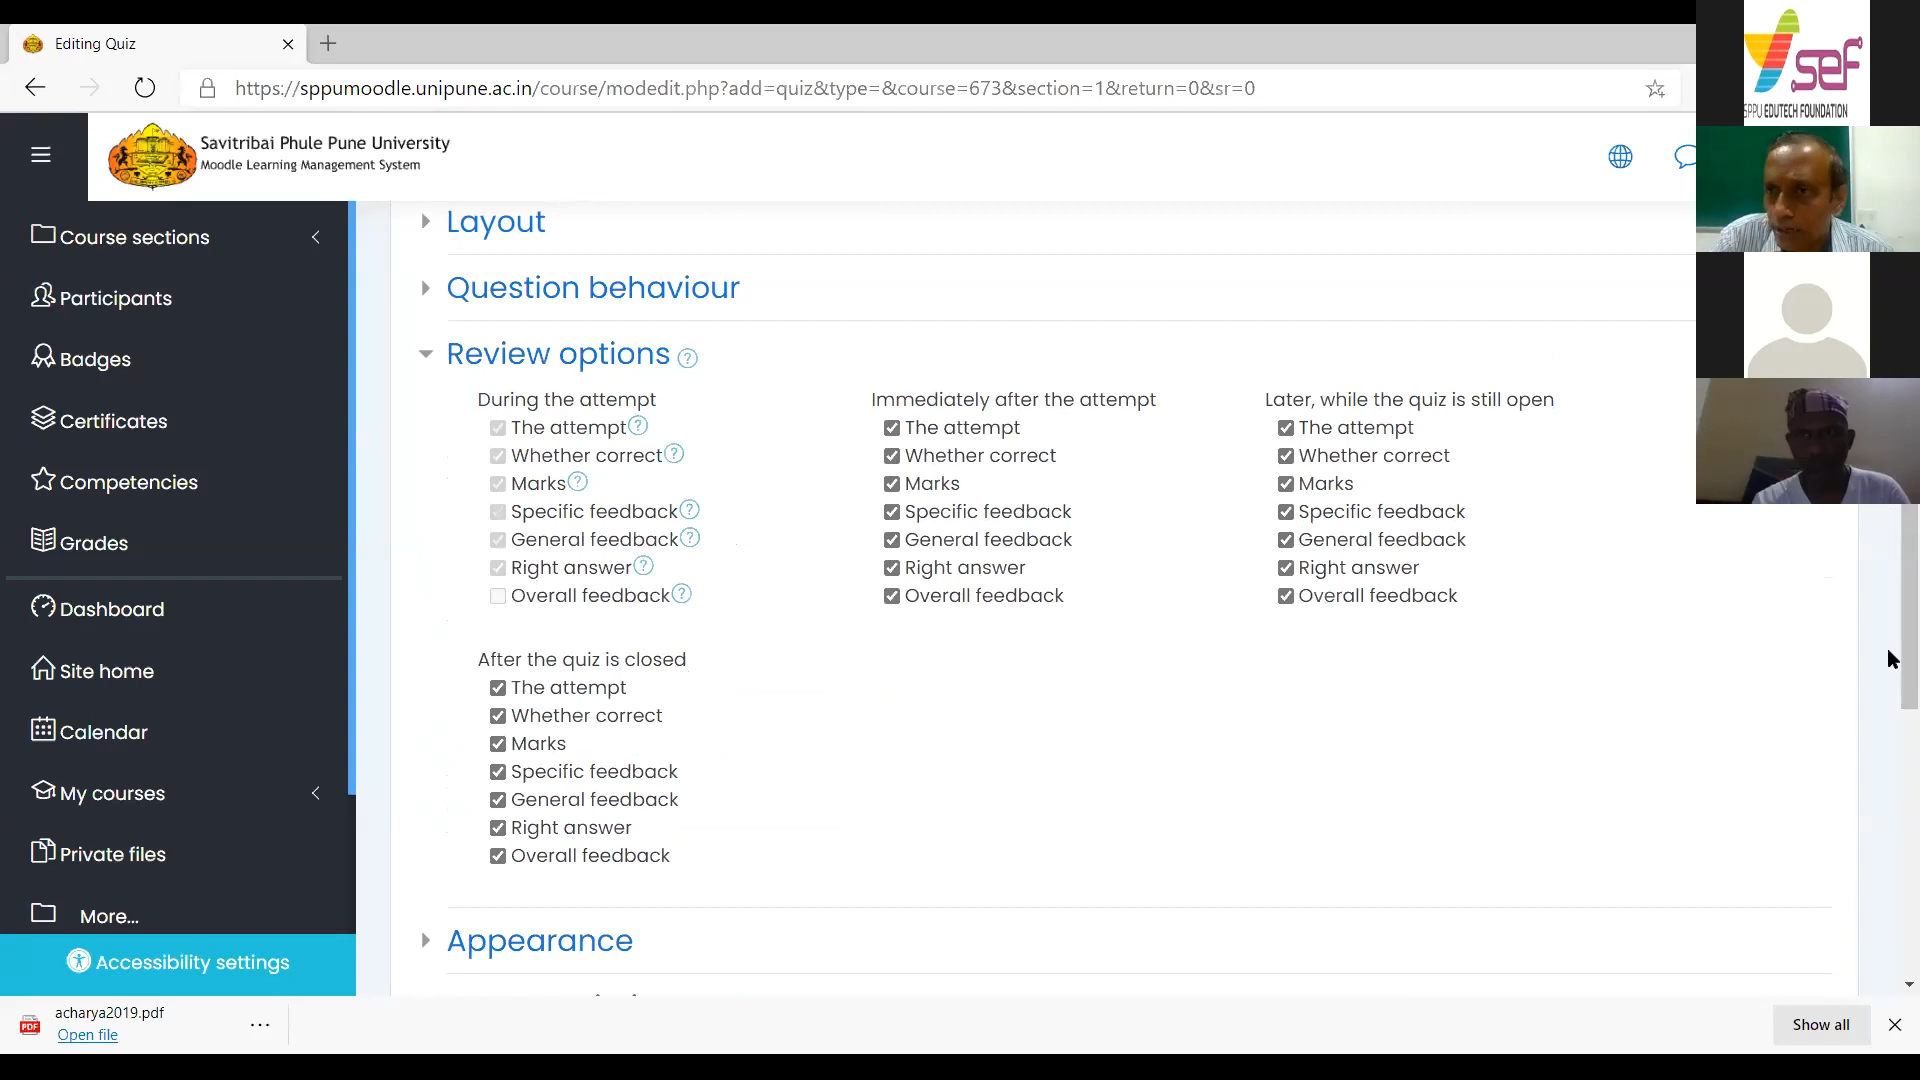 Editing Quiz
https://sppumoodle.unipune.ac.in/course/modedit.php?add=quiz&type=&course=673&section=1&return=0&sr=0
sef
SPPU EDUTECH FOUNDATION
Savitribai Phule Pune University
Moodle Learning Management System
Course sections
Participants
Badges
Certificates
Competencies
Grades
Dashboard
Site home
Calendar
My courses
Private files
More...
Accessibility settings
Layout
Question behaviour
Review options
During the attempt
The attempt
Whether correct
Marks
Specific feedback
General feedback
Right answer
Overall feedback
Immediately after the attempt
The attempt
Whether correct
Marks
Specific feedback
General feedback
Right answer
Overall feedback
Later, while the quiz is still open
The attempt
Whether correct
Marks
Specific feedback
General feedback
Right answer
Overall feedback
After the quiz is closed
The attempt
Whether correct
Marks
Specific feedback
General feedback
Right answer
Overall feedback
Appearance
PDF
acharya2019.pdf
Open file
Show all